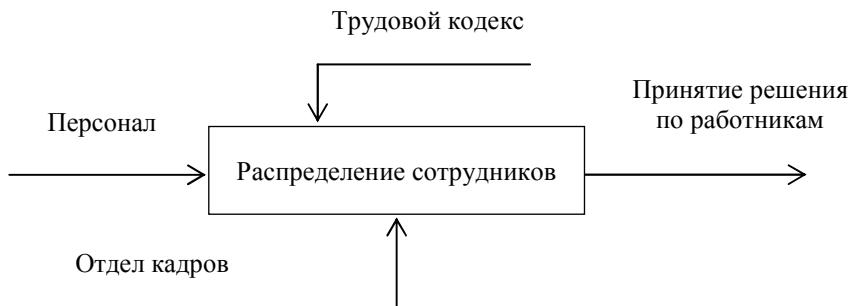 Трудовой кодекс
Принятие решения
по работникам
Персонал
Распределение сотрудников
Отдел кадров